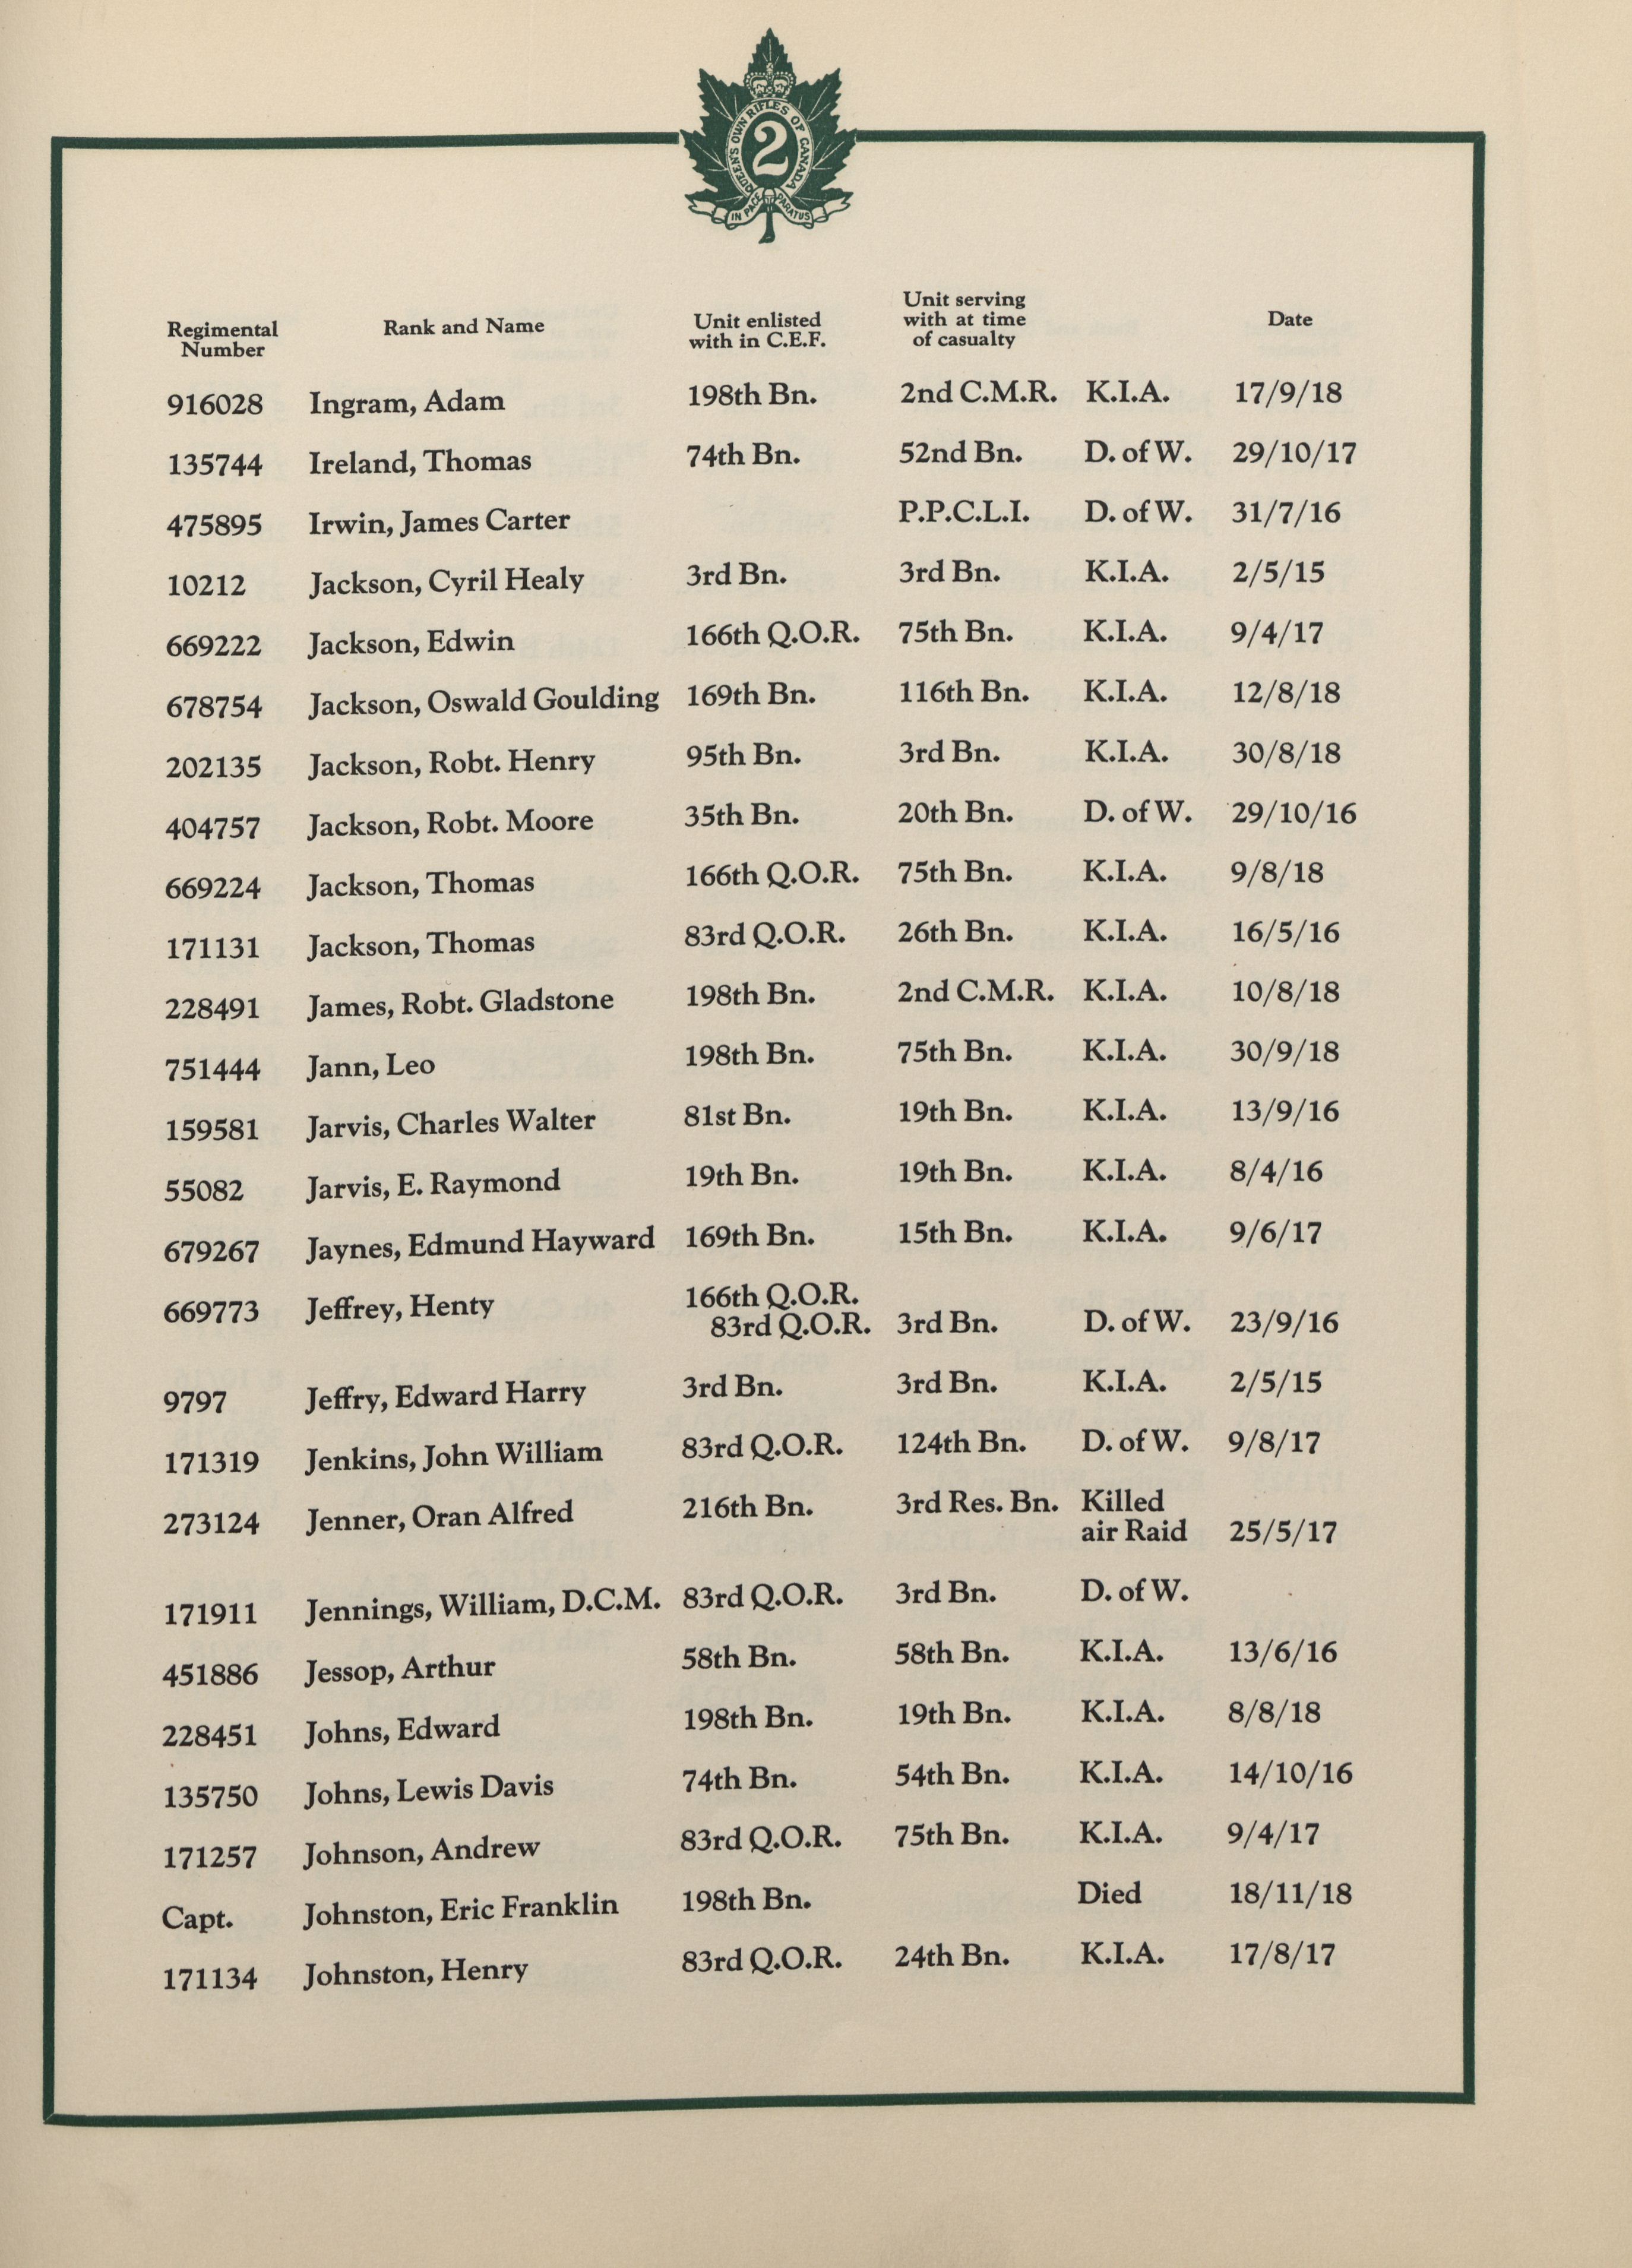 QUEEN'S OWN RIFLES OF CANADA
2
IN PACE PARATUS
Regimental Number Rank and Name Unit enlisted with in C.E.F. Unit serving with at time of casualty Date
916028 Ingram, Adam 198th Bn. 2nd C.M.R. K.I.A. 17/9/18
135744 Ireland, Thomas 74th Bn. 52nd Bn. D. of W. 29/10/17
475895 Irwin, James Carter P.P.C.L.I. D. of W. 31/7/16
10212 Jackson, Cyril Healy 3rd Bn. 3rd Bn. K.I.A. 2/5/15
669222 Jackson, Edwin 166th Q.O.R. 75th Bn. K.I.A. 9/4/17
678754 Jackson, Oswald Goulding 169th Bn. 116th Bn. K.I.A. 12/8/18
202135 Jackson, Robt. Henry 95th Bn. 3rd Bn. K.I.A. 30/8/18
404757 Jackson, Robt. Moore 35th Bn. 20th Bn. D. of W. 29/10/16
669224 Jackson, Thomas 166th Q.O.R. 75th Bn. K.I.A. 9/8/18
171131 Jackson, Thomas 83rd Q.O.R. 26th Bn. K.I.A. 16/5/16
228491 James, Robt. Gladstone 198th Bn. 2nd C.M.R. K.I.A. 10/8/18
751444 Jann, Leo 198th Bn. 75th Bn. K.I.A. 30/9/18
159581 Jarvis, Charles Walter 81st Bn. 19th Bn. K.I.A. 13/9/16
55082 Jarvis, E. Raymond 19th Bn. 19th Bn. K.I.A. 8/4/16
679267 Jaynes, Edmund Hayward 169th Bn. 15th Bn. K.I.A. 9/6/17
669773 Jeffrey, Henty 166th Q.O.R.
83rd Q.O.R. 3rd Bn. D. of W. 23/9/16
9797 Jeffry, Edward Harry 3rd Bn. 3rd Bn. K.I.A. 2/5/15
171319 Jenkins, John William 83rd Q.O.R. 124th Bn. D. of W. 9/8/17
273124 Jenner, Oran Alfred 216th Bn. 3rd Res. Bn. Killed
air Raid 25/5/17
171911 Jennings, William, D.C.M. 83rd Q.O.R. 3rd Bn. D. of W.
451886 Jessop, Arthur 58th Bn. 58th Bn. K.I.A. 13/6/16
228451 Johns, Edward 198th Bn. 19th Bn. K.I.A. 8/8/18
135750 Johns, Lewis Davis 74th Bn. 54th Bn. K.I.A. 14/10/16
171257 Johnson, Andrew 83rd Q.O.R. 75th Bn. K.I.A. 9/4/17
Capt. Johnston, Eric Franklin 198th Bn. Died 18/11/18
171134 Johnston, Henry 83rd Q.O.R. 24th Bn. K.I.A. 17/8/17